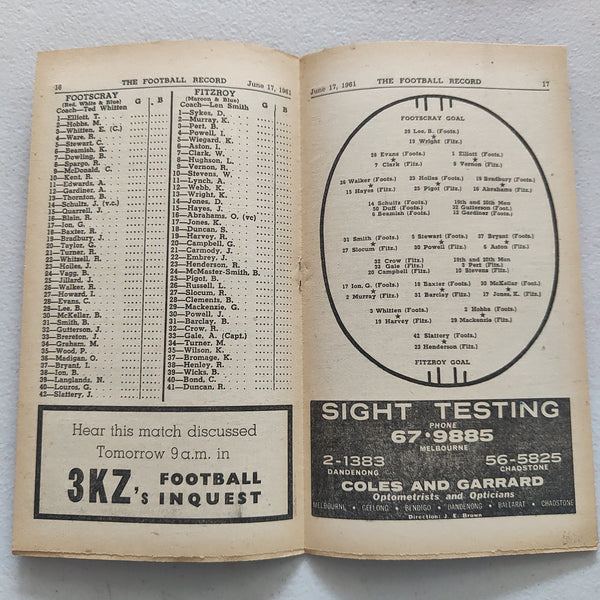 16 THE FOOTBALL RECORD June 17, 1961
FOOTSCRAY
(Red, White & Blue) G. B.
Coach—Ted Whitten
1—Elliott, T.
2—Hobbs, M.
3—Whitten, E. (C.)
4—Ware, R.
5—Stewart, C.
6—Beamish, K.
7—Dowling, B.
8—Spargo, R.
9—McDonald, C.
10—Kent, R.
11—Edwards, A.
12—Gardiner, A.
13—Thornton, B.
14—Schultz, J. (v.c.)
15—Quarrell, J.
16—Blain, R.
17—Ion, G.
18—Baxter, R.
19—Bradbury, J.
20—Taylor, G.
21—Turner, R.
22—Whitzell, R.
23—Holles, J.
24—Vagg, B.
25—Jillard, J.
26—Walker, R.
27—Howard, I.
28—Evans, C.
29—Lee, B.
30—McKellar, B.
31—Smith, B.
32—Gutterson, J.
33—Brereton, J.
34—Graham, M.
35—Wood, P.
36—Madigan, O.
37—Bryant, I.
38—Ion, B.
39—Langlands, N.
40—Louros, G.
42—Slattery, J.
FITZROY
(Maroon & Blue) G B
Coach—Len Smith
1—Sykes, D.
2—Murray, K.
3—Pert, B.
4—Powell, I.
5—Wiegard, K.
6—Aston, I.
7—Clark, W.
8—Hughson, L.
9—Vernon, R.
10—Stevens, W.
11—Lynch, A.
12—Webb, K.
13—Wright, K.
14—Jones, D.
15—Hayes, J.
16—Abrahams, O. (vc)
17—Jones, K.
18—Duncan, S.
19—Harvey, R.
20—Campbell, G.
21—Carmody, J.
22—Embrey, J.
23—Henderson, R.
24—McMaster-Smith, B.
25—Pigot, B.
26—Russell, L.
27—Slocum, R.
28—Clements, B.
29—Mackenzie, G.
30—Powell, J.
31—Barclay, B.
32—Crow, R.
33—Gale, A. (Capt.)
34—Turner, M.
35—Wilson, K.
37—Bromage, K.
38—Henley, R.
39—Wicks, B.
40—Bond, C.
41—Duncan, R.
Hear this match discussed
Tomorrow 9 a.m. in
3KZ's FOOTBALL
INQUEST
June 17, 1961 THE FOOTBALL RECORD 17
FOOTSCRAY GOAL
29 Lee, B. (Foots.)
13 Wright (Fitz.)
28 Evans (Foots.) 1 Elliott (Foots.)
7 Clark (Fitz.) 9 Vernon (Fitz.)
26 Walker (Foots.) 23 Holles (Foots.) 19 Bradbury (Foots.)
15 Hayes (Fitz.) 25 Pigot (Fitz.) 16 Abrahams (Fitz.)
14 Schultz (Foots.) 19th and 20th Men
50 Duff (Foots.) 32 Gutterson (Foot.)
6 Beamish (Foots.) 12 Gardiner (Foots.)
31 Smith (Foots.) 5 Stewart (Foots.) 37 Bryant (Foots.)
27 Slocum (Fitz.) 30 Powell (Fitz.) 6 Aston (Fitz.)
32 Crow (Fitz.) 19th and 20th Men
33 Gale (Fitz.) 3 Pert (Fitz.)
20 Campbell (Fitz.) 10 Stevens (Fitz.)
17 Ion, G. (Foots.) 18 Baxter (Foots.) 30 McKellar (Foots.)
2 Murray (Fitz.) 31 Barclay (Fitz.) 17 Jones, K. (Fitz.)
3 Whitten (Foots.) 2 Hobbs (Foots.)
19 Harvey (Fitz.) 29 Mackenzie (Fitz.)
42 Slattery (Foots.)
23 Henderson (Fitz.)
FITZROY GOAL
SIGHT TESTING
PHONE
67·9885
MELBOURNE
2-1383 56-5825
DANDENONG CHADSTONE
COLES AND GARRARD
Optometrists and Opticians
MELBOURNE • GEELONG • BENDIGO • DANDENONG • BALLARAT • CHADSTONE
Direction: J. E. Brown